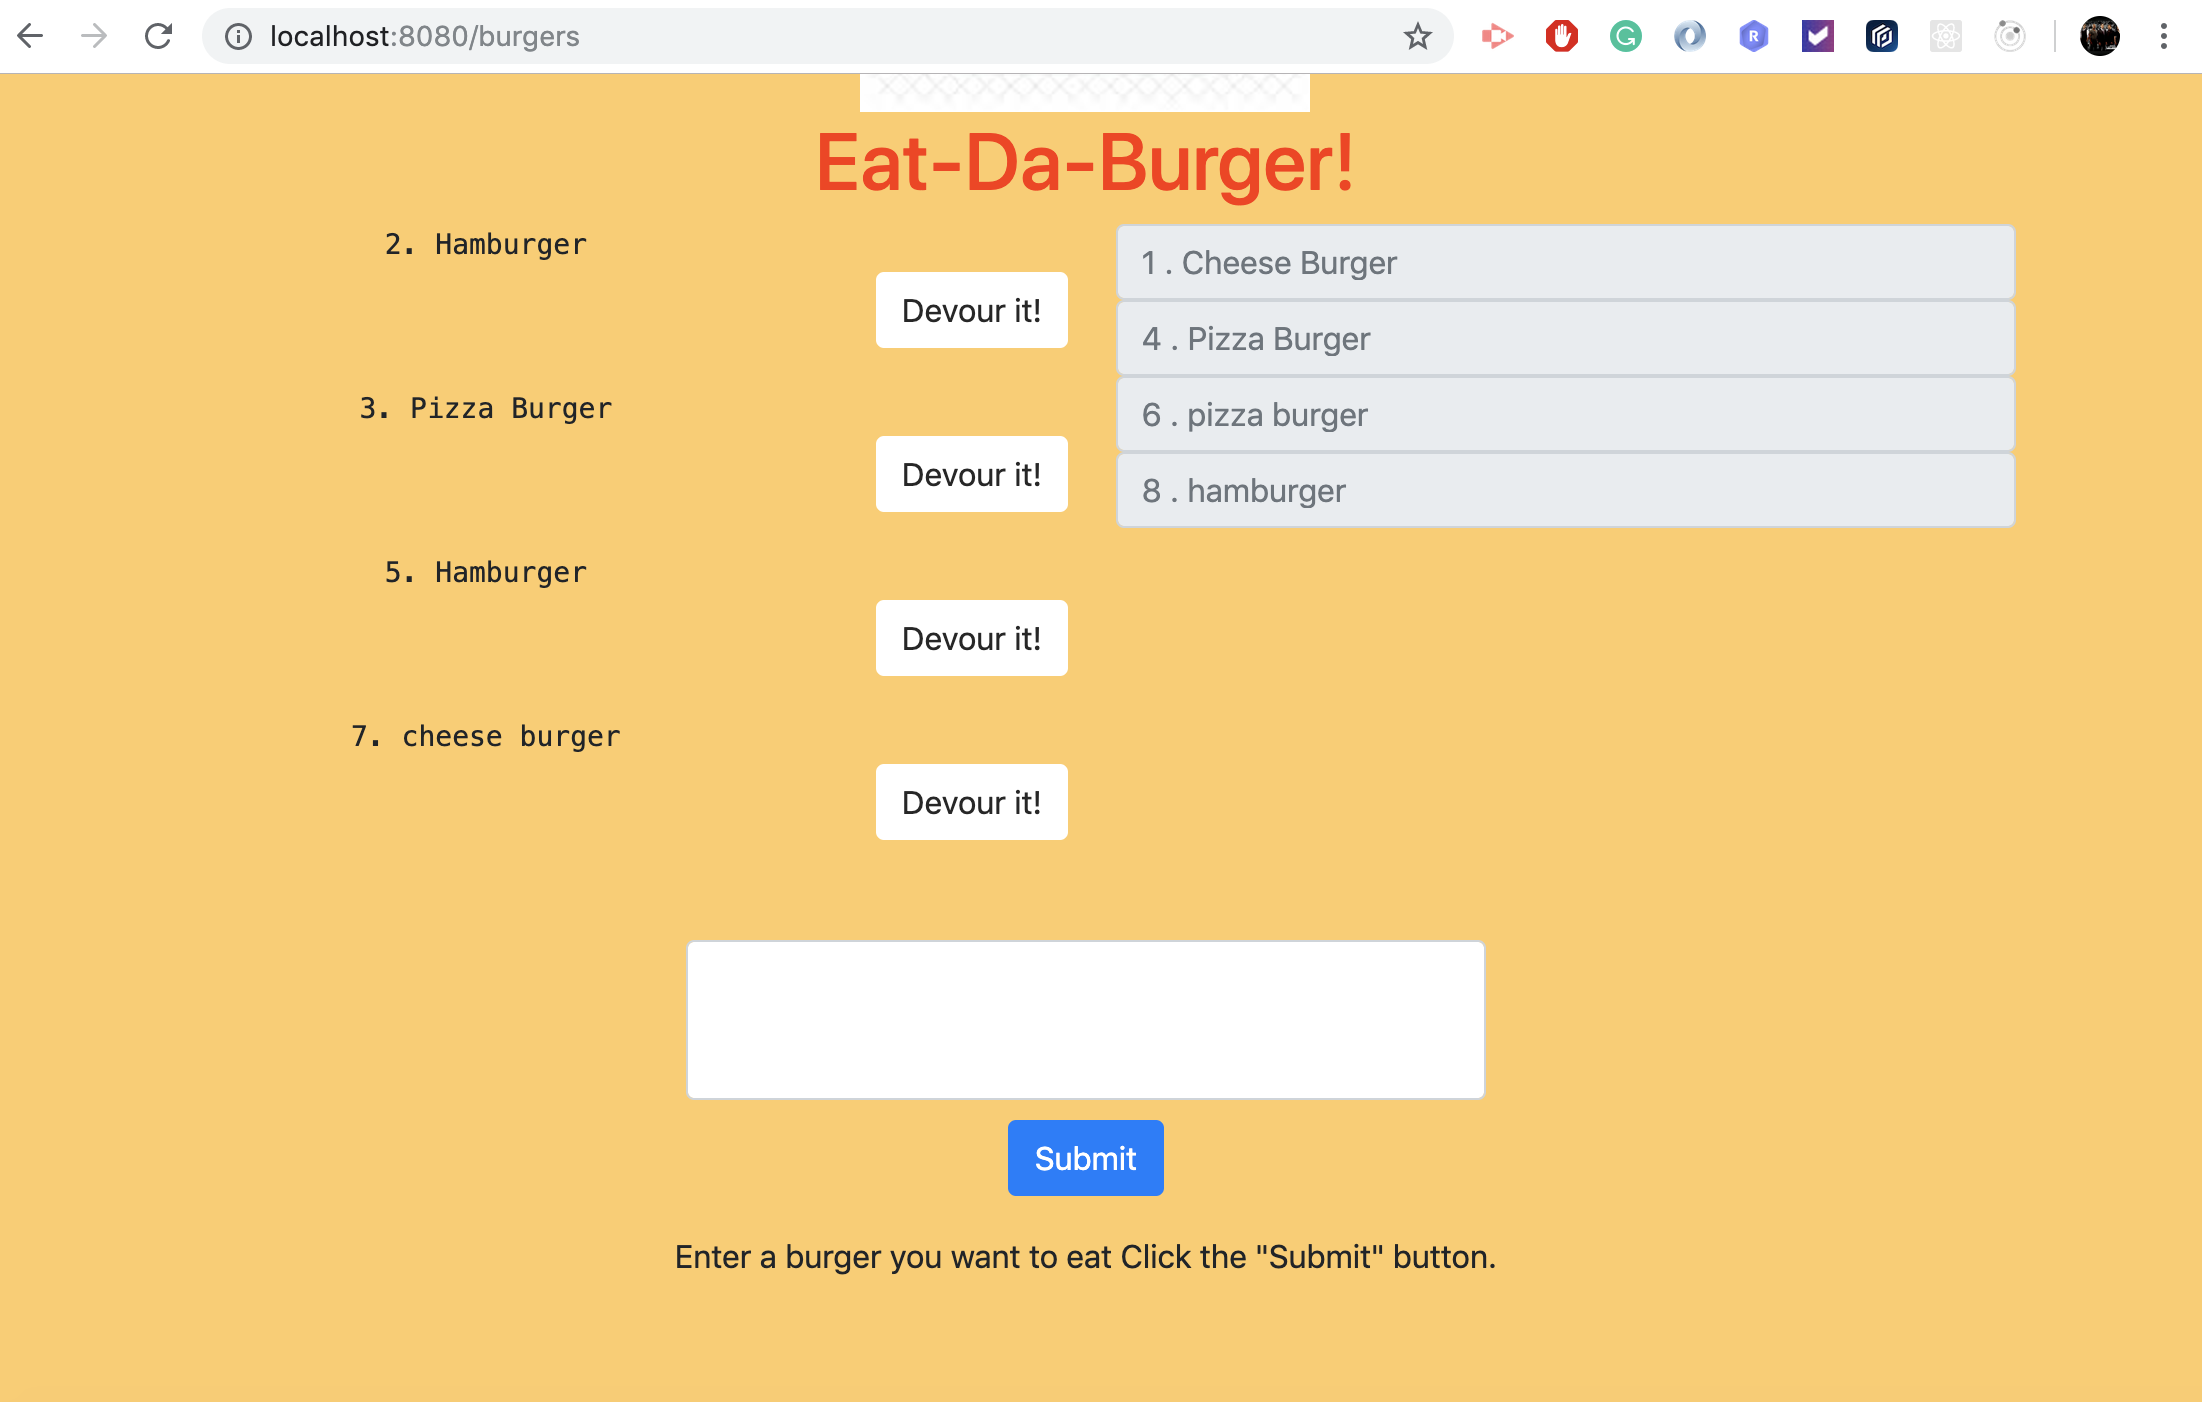 localhost:8080/burgers
Eat-Da-Burger!
2. Hamburger
Devour it!
3. Pizza Burger
Devour it!
5. Hamburger
Devour it!
7. cheese burger
Devour it!
1 . Cheese Burger
4 . Pizza Burger
6 . pizza burger
8 . hamburger
Submit
Enter a burger you want to eat Click the "Submit" button.